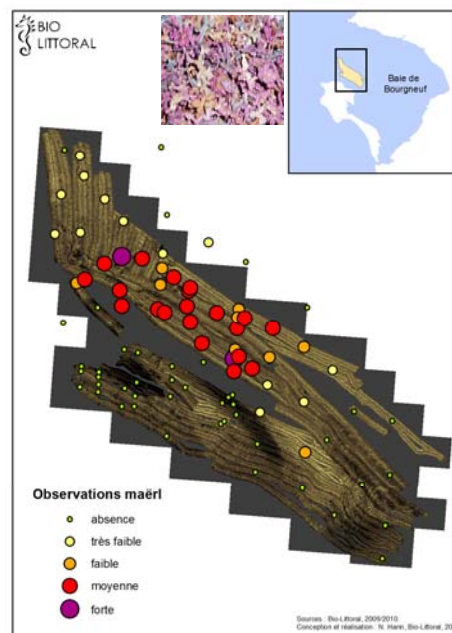 BIO
LITTORAL
Baie de
Bourgneuf
Observations maërl
absence
très faible
faible
moyenne
forte
Sources : Bio-Littoral, 2009/2010.
Conception et réalisation : N. Harin, Bio-Littoral, 20